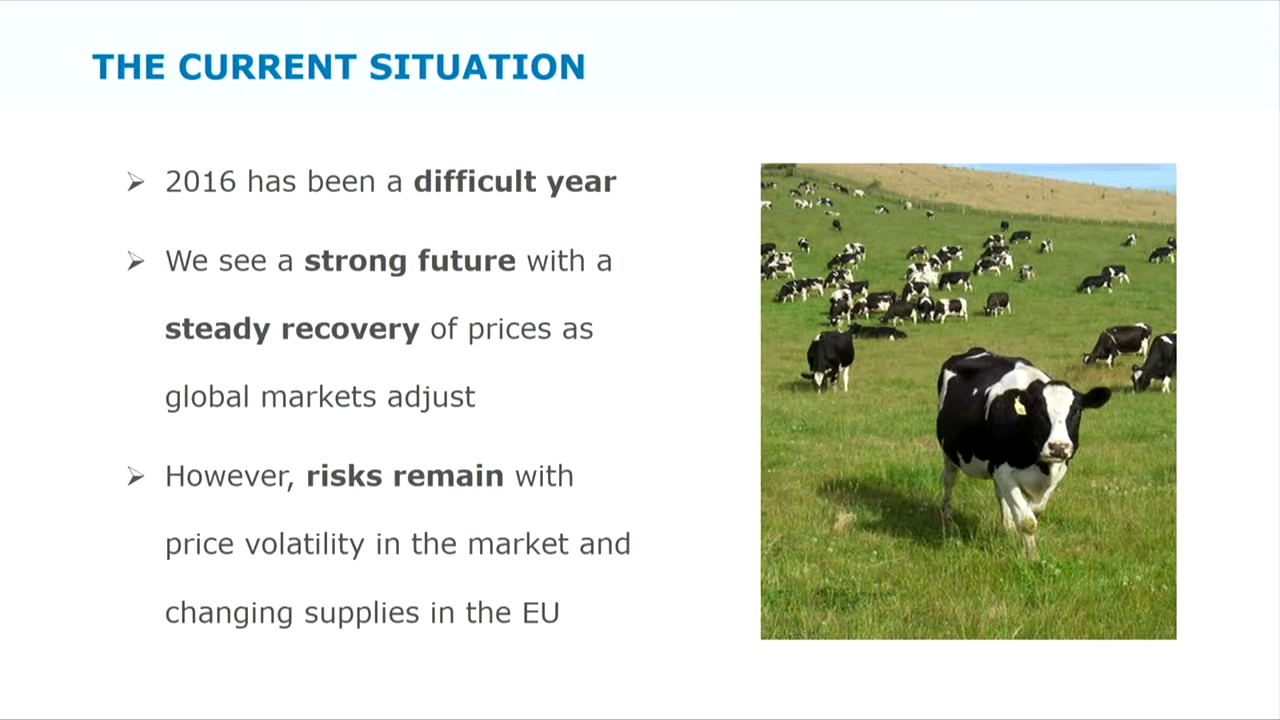 THE CURRENT SITUATION
➢ 2016 has been a difficult year
➢ We see a strong future with a
steady recovery of prices as
global markets adjust
➢ However, risks remain with
price volatility in the market and
changing supplies in the EU